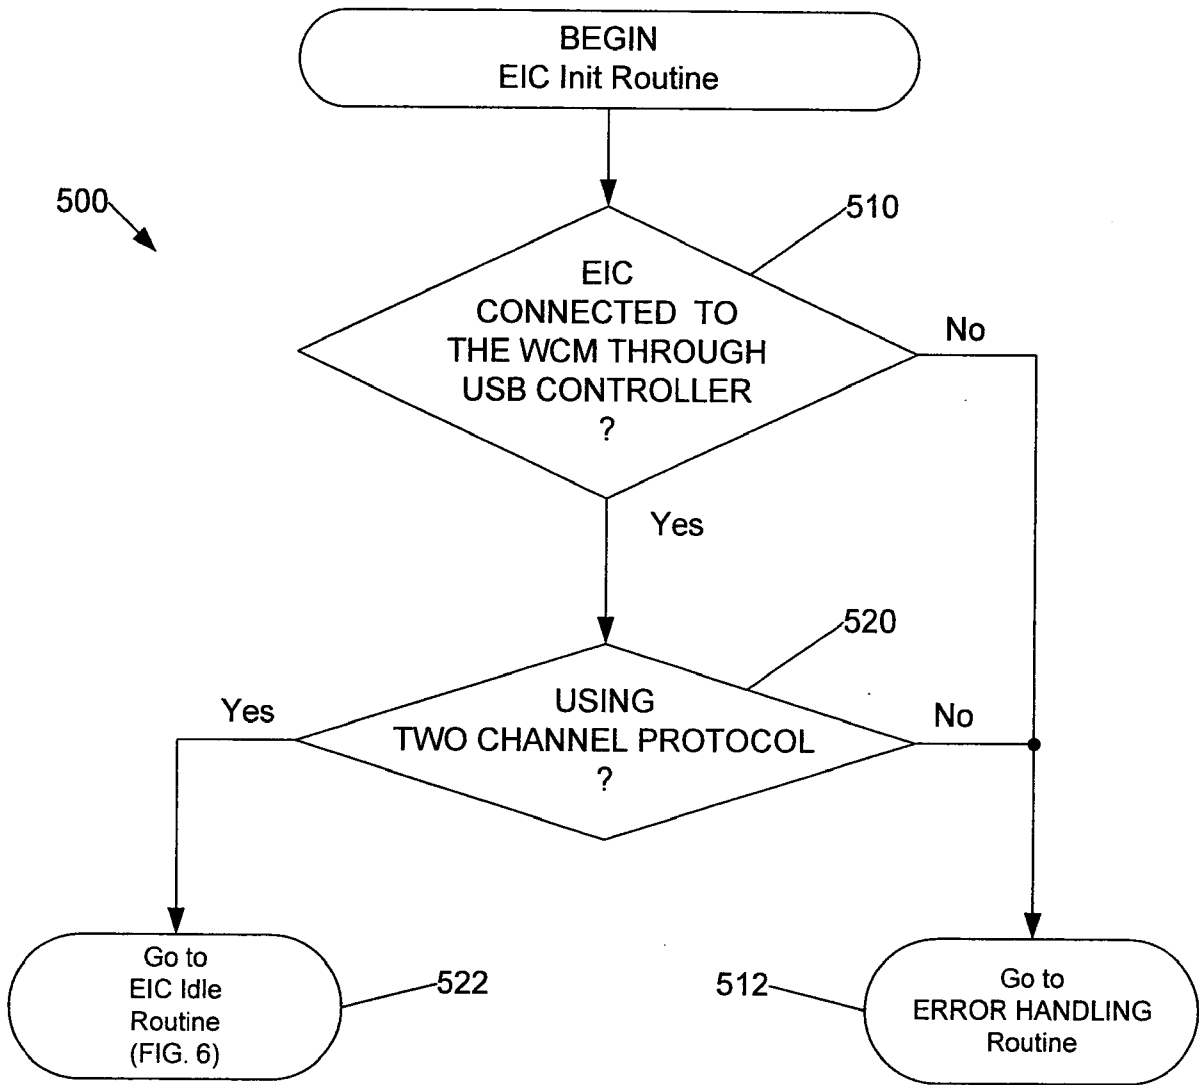 BEGIN
EIC Init Routine
500
510
EIC
CONNECTED TO
THE WCM THROUGH
USB CONTROLLER
?
No
Yes
520
USING
TWO CHANNEL PROTOCOL
?
Yes
No
Go to
EIC Idle
Routine
(FIG. 6)
522
512
Go to
ERROR HANDLING
Routine